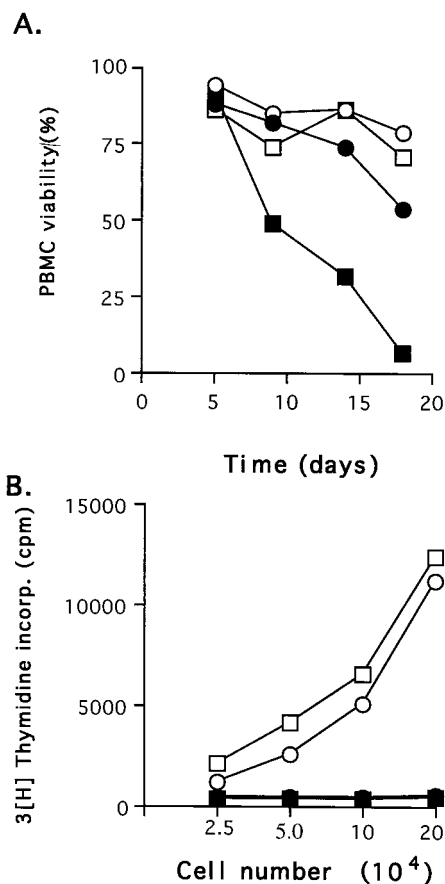 A.
PBMC viability (%)
100
75
50
25
0
0 5 10 15 20
Time (days)
B.
3[H] Thymidine incorp. (cpm)
15000
10000
5000
0
2.5 5.0 10 20
Cell number (10⁴)